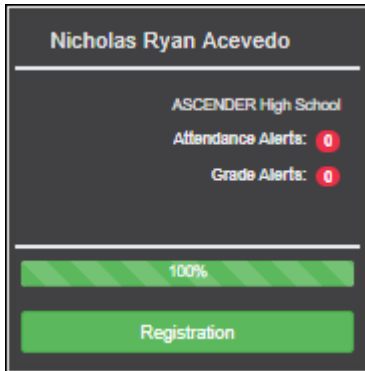 Nicholas Ryan Acevedo
ASCENDER High School
Attendance Alerts: 0
Grade Alerts: 0
100%
Registration